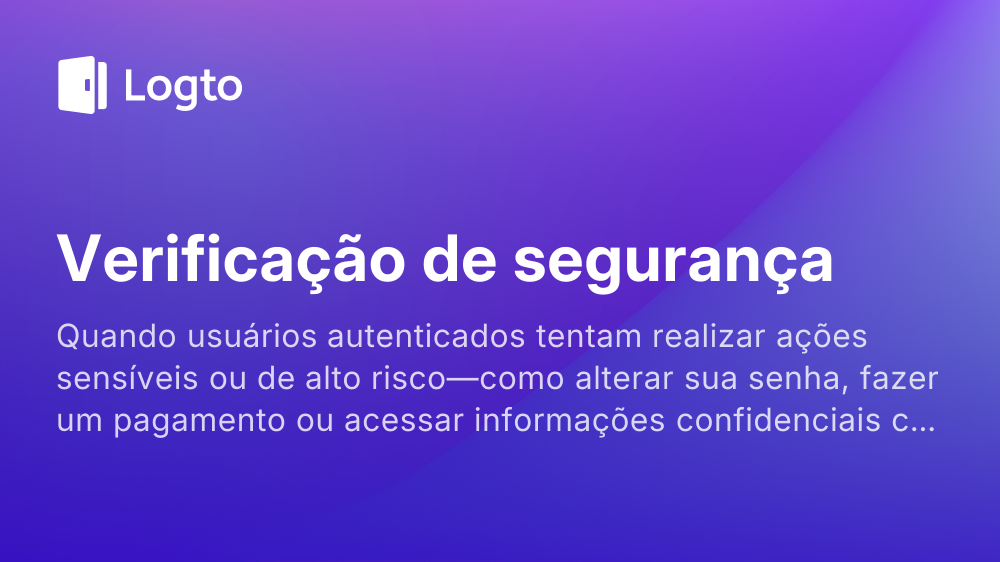 Logto
Verificação de segurança
Quando usuários autenticados tentam realizar ações
sensíveis ou de alto risco—como alterar sua senha, fazer
um pagamento ou acessar informações confidenciais c...